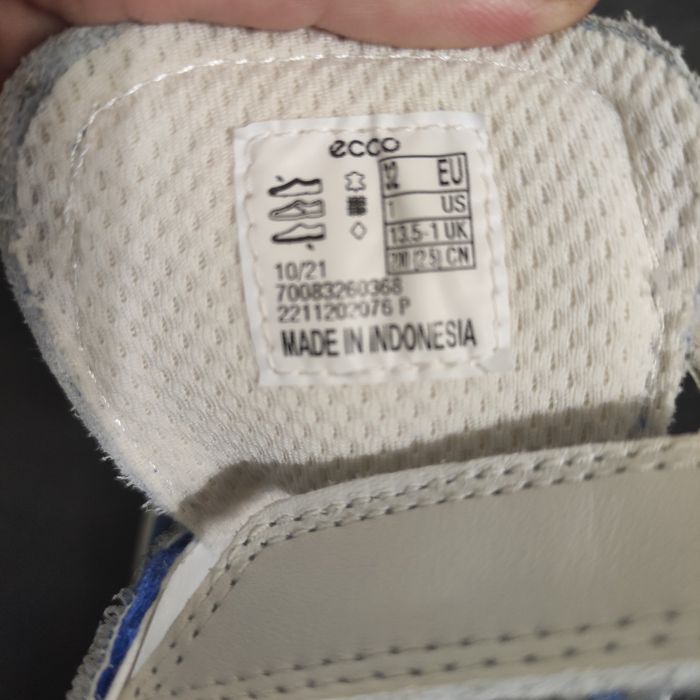 ecco
32 EU
1 US
13.5-1 UK
200 (2.5) CN
10/21
70083260368
2211202076 P
MADE IN INDONESIA